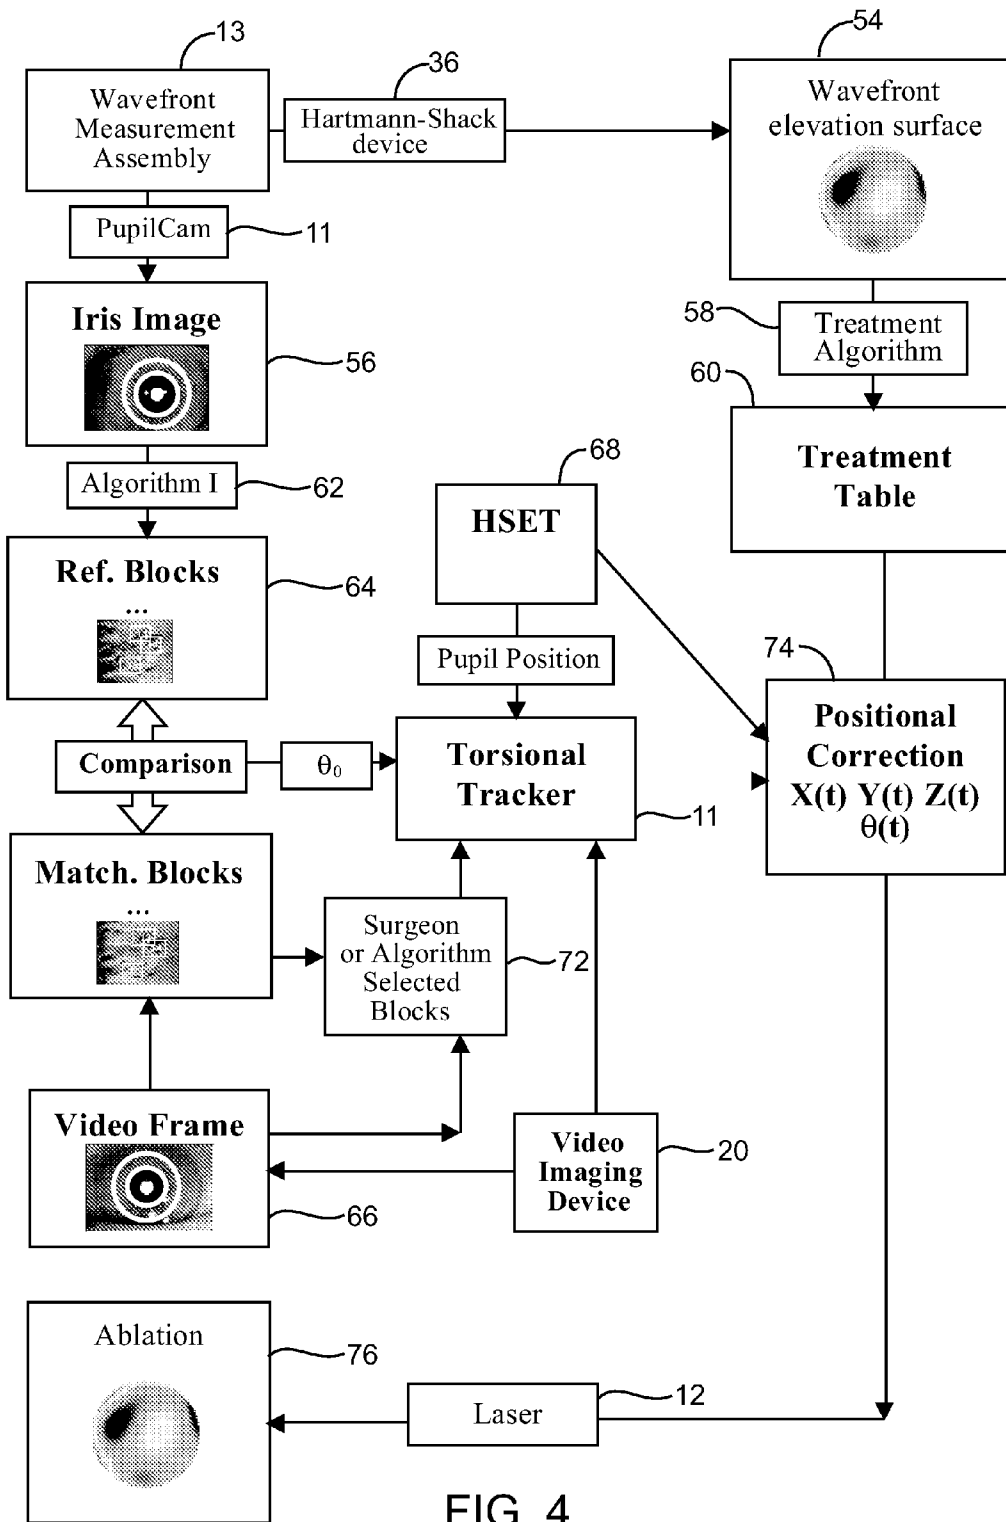 13
54
36
Wavefront
Measurement
Assembly
Hartmann-Shack
device
Wavefront
elevation surface
PupilCam
11
Iris Image
58
Treatment
Algorithm
56
60
Algorithm I
62
68
Treatment
Table
HSET
Ref. Blocks
...
64
Pupil Position
74
Positional
Correction
X(t) Y(t) Z(t)
θ(t)
Comparison
θ0
Torsional
Tracker
11
Match. Blocks
...
Surgeon
or Algorithm
Selected
Blocks
72
Video Frame
66
Video
Imaging
Device
20
Ablation
76
Laser
12
FIG. 4